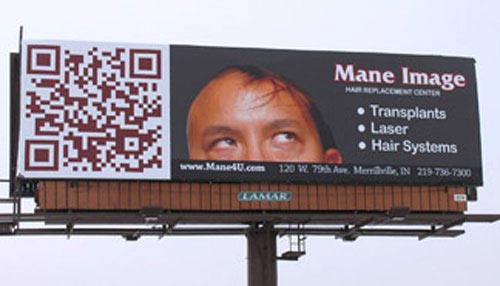 Mane Image
HAIR REPLACEMENT CENTER
• Transplants
• Laser
• Hair Systems
www.Mane4U.com 120 W. 79th Ave. Merrillville, IN 219-736-7300
LAMAR